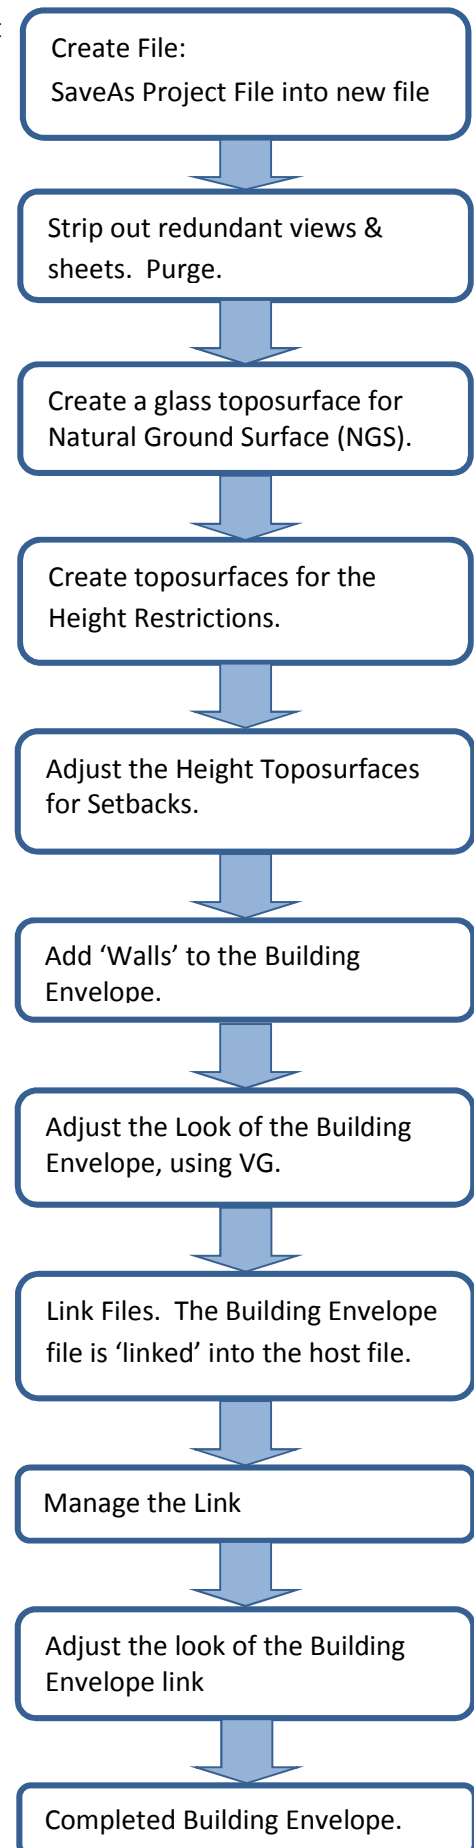 Create File:
SaveAs Project File into new file
Strip out redundant views &
sheets.  Purge.
Create a glass toposurface for
Natural Ground Surface (NGS).
Create toposurfaces for the
Height Restrictions.
Adjust the Height Toposurfaces
for Setbacks.
Add ‘Walls’ to the Building
Envelope.
Adjust the Look of the Building
Envelope, using VG.
Link Files.  The Building Envelope
file is ‘linked’ into the host file.
Manage the Link
Adjust the look of the Building
Envelope link
Completed Building Envelope.